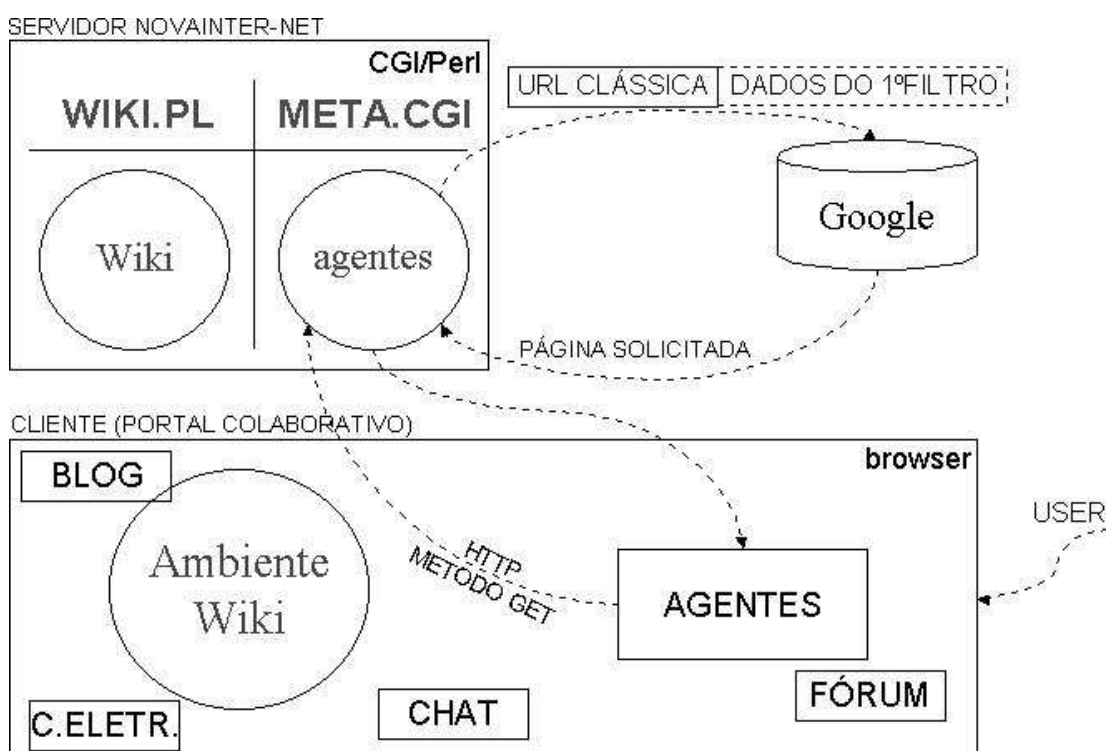 SERVIDOR NOVAINTER-NET
CGI/Perl
WIKI.PL
META.CGI
URL CLÁSSICA
DADOS DO 1ºFILTRO
Wiki
agentes
Google
PÁGINA SOLICITADA
CLIENTE (PORTAL COLABORATIVO)
browser
BLOG
USER
Ambiente
Wiki
HTTP
METODO GET
AGENTES
FÓRUM
CHAT
C.ELETR.